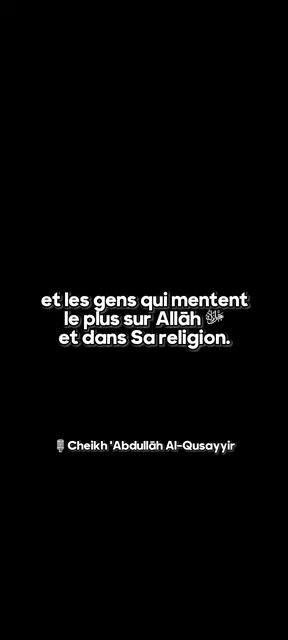 et les gens qui mentent
le plus sur Allāh ﷻ
et dans Sa religion.
🎙️Cheikh 'Abdullāh Al-Qusayyir